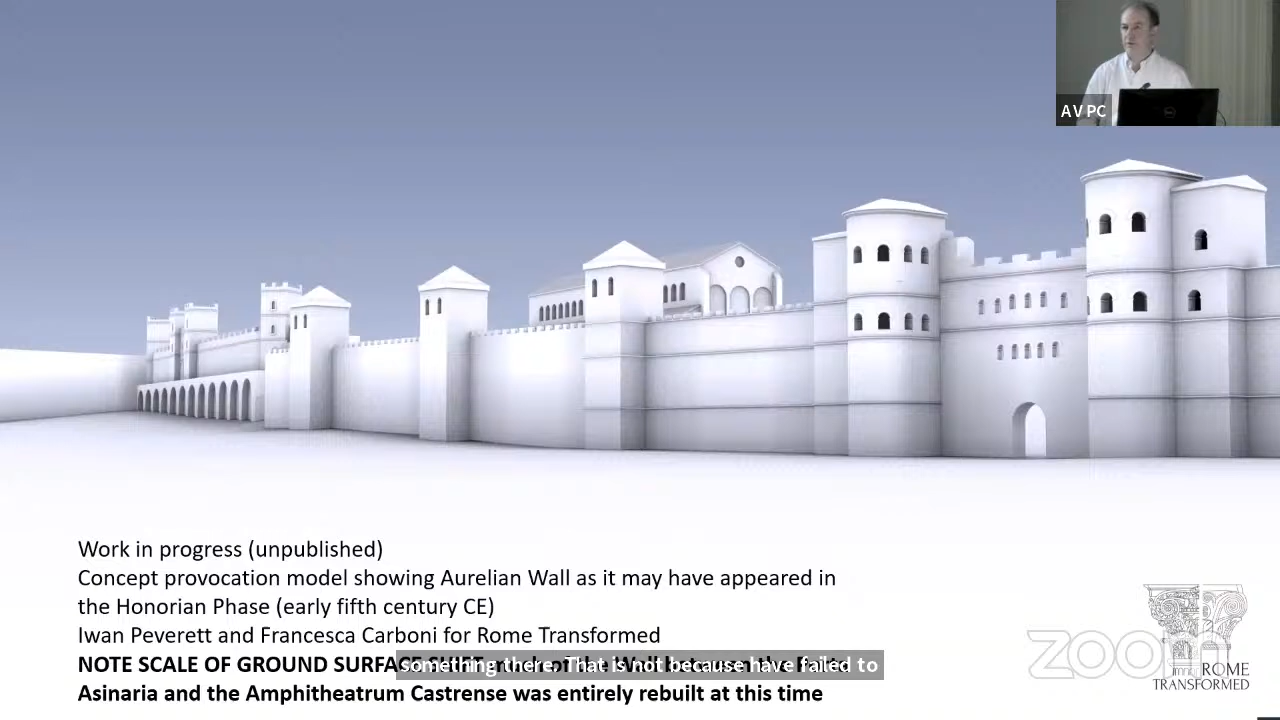 AV PC
Work in progress (unpublished)
Concept provocation model showing Aurelian Wall as it may have appeared in
the Honorian Phase (early fifth century CE)
Iwan Peverett and Francesca Carboni for Rome Transformed
NOTE SCALE OF GROUND SURFACE
something there. That is not because have failed to
Asinaria and the Amphitheatrum Castrense was entirely rebuilt at this time
zoom
ROME
TRANSFORMED